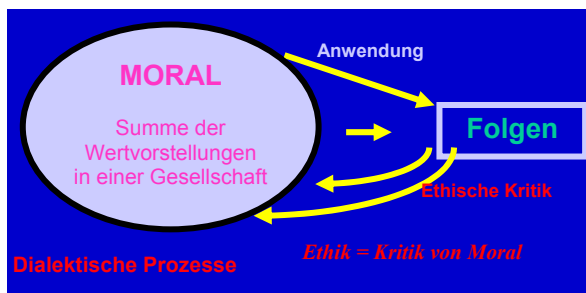 Anwendung
MORAL
Summe der
Wertvorstellungen
in einer Gesellschaft
Folgen
Ethische Kritik
Ethik = Kritik von Moral
Dialektische Prozesse